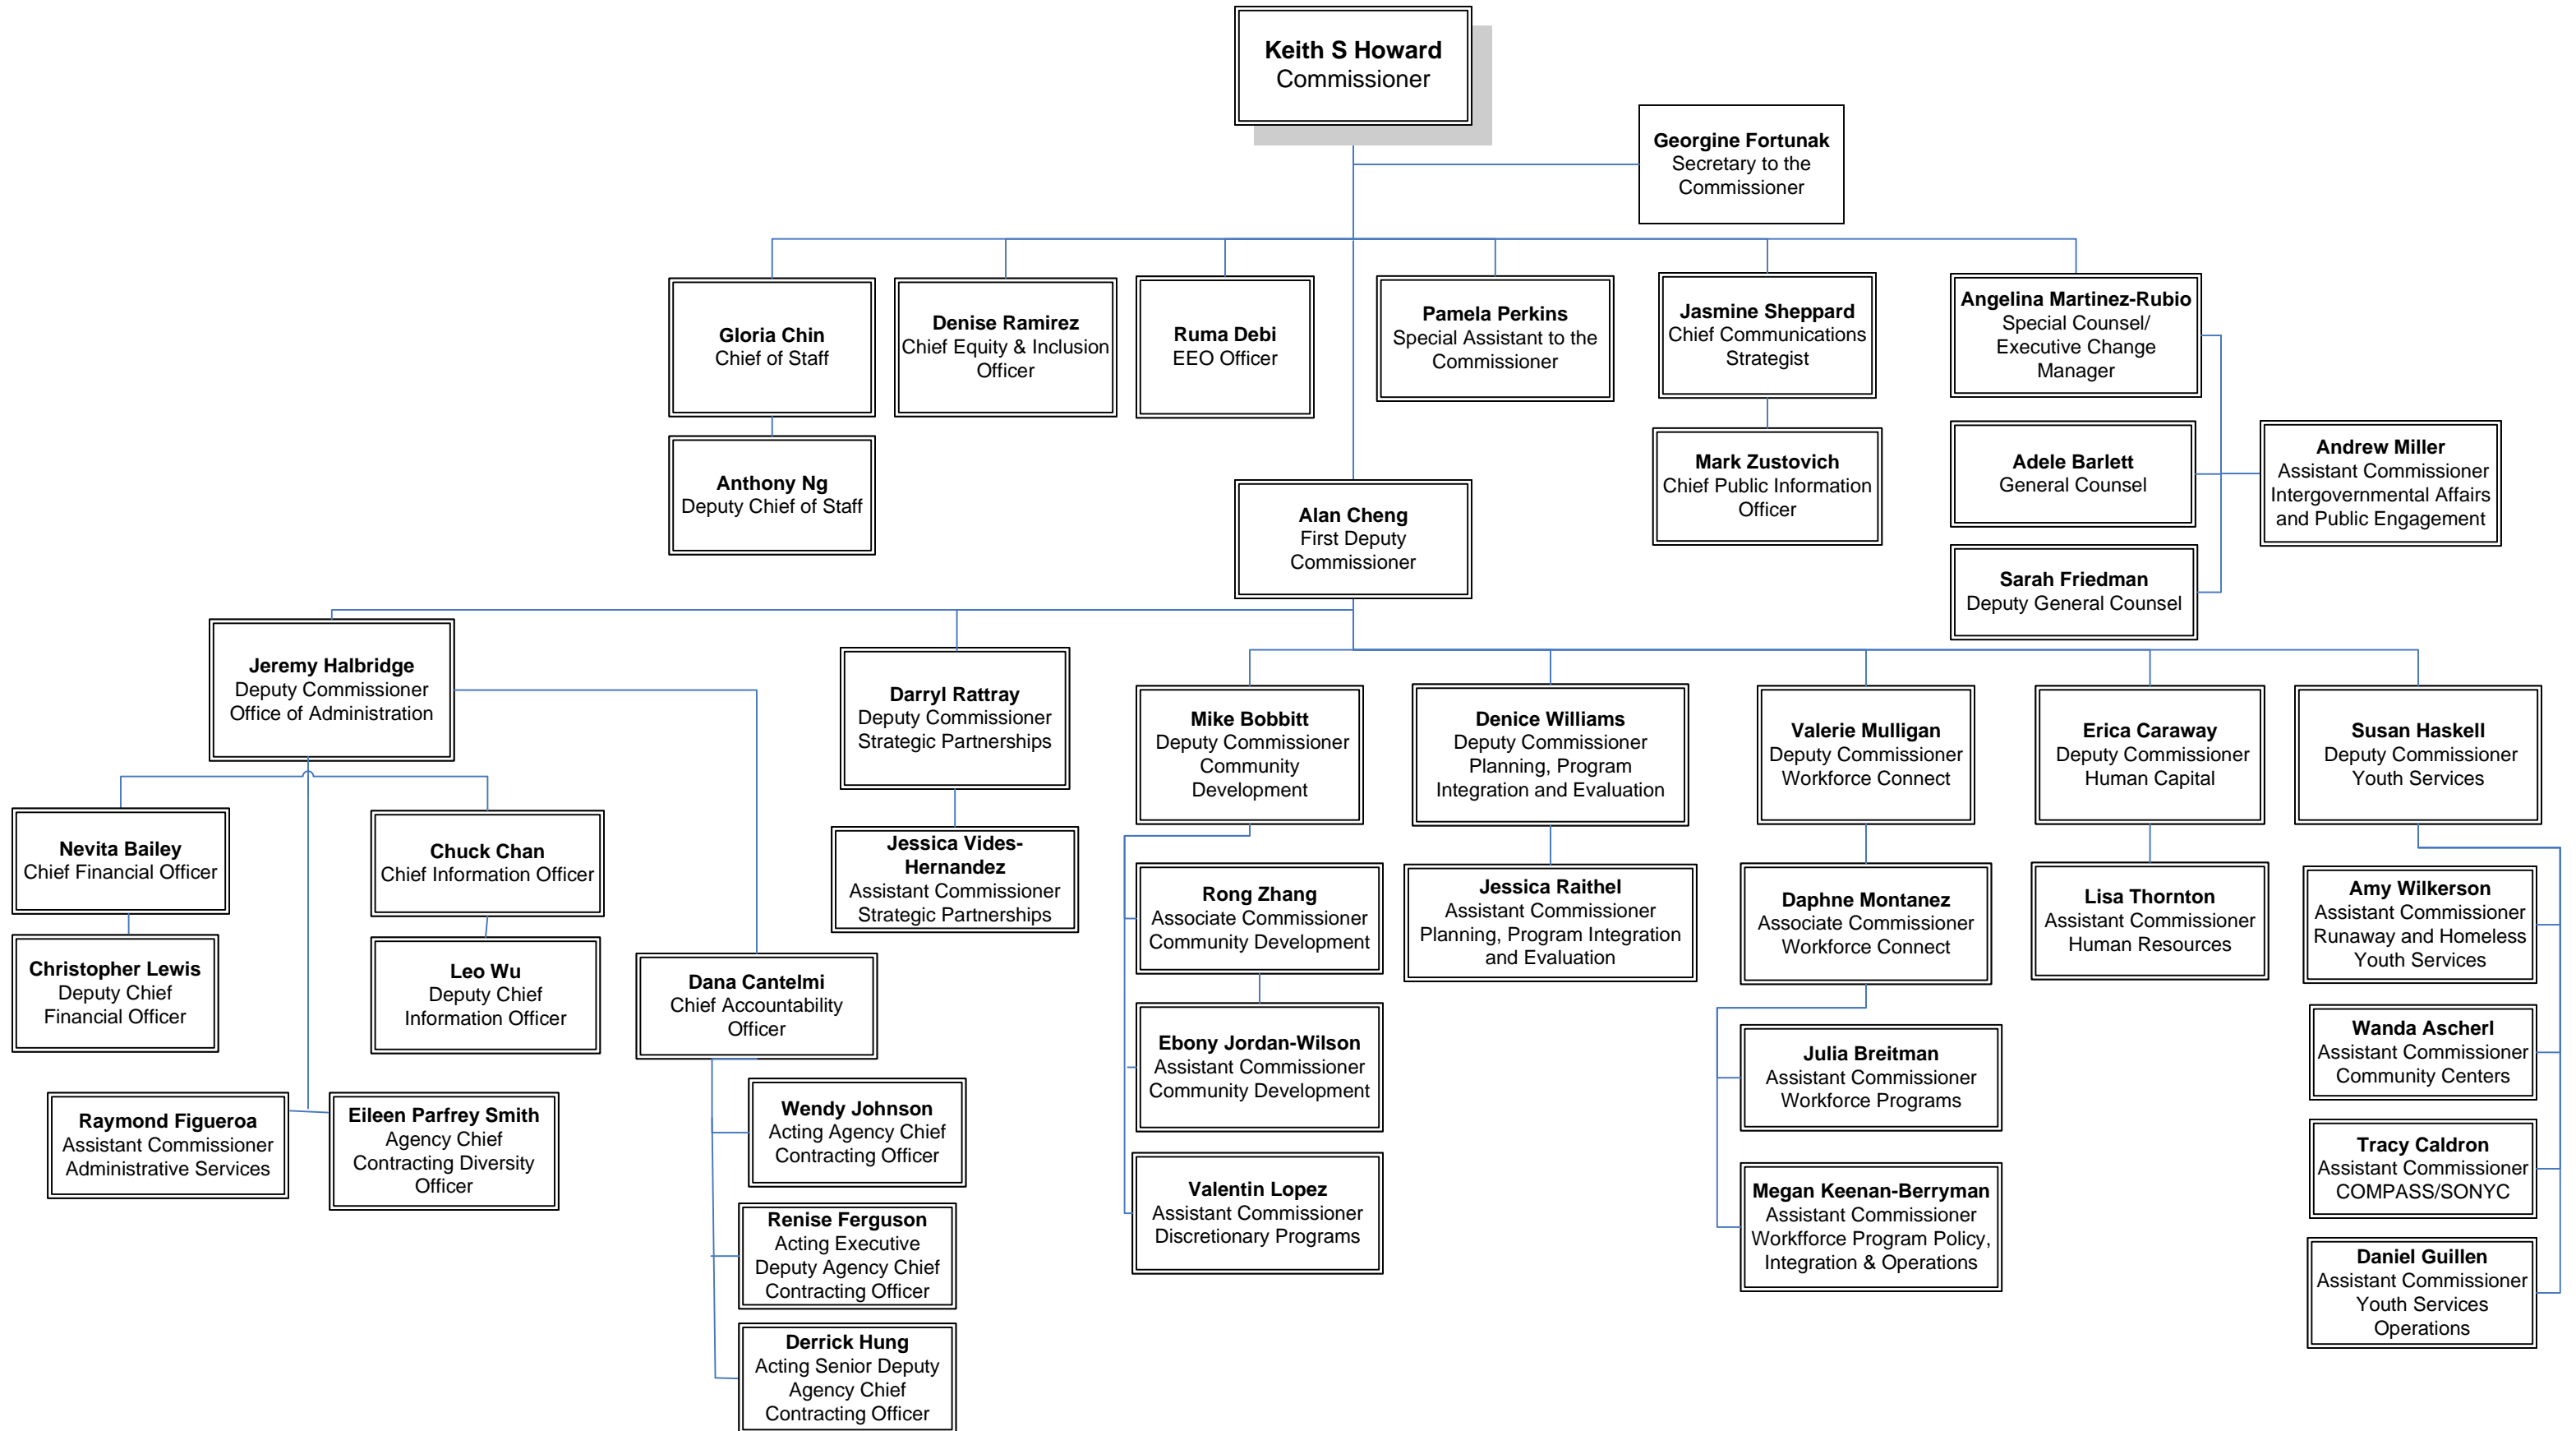 Keith S Howard
Commissioner
Georgine Fortunak
Secretary to the
Commissioner
Gloria Chin
Chief of Staff
Denise Ramirez
Chief Equity & Inclusion
Officer
Ruma Debi
EEO Officer
Pamela Perkins
Special Assistant to the
Commissioner
Jasmine Sheppard
Chief Communications
Strategist
Angelina Martinez-Rubio
Special Counsel/
Executive Change
Manager
Anthony Ng
Deputy Chief of Staff
Mark Zustovich
Chief Public Information
Officer
Adele Barlett
General Counsel
Andrew Miller
Assistant Commissioner
Intergovernmental Affairs
and Public Engagement
Alan Cheng
First Deputy
Commissioner
Sarah Friedman
Deputy General Counsel
Jeremy Halbridge
Deputy Commissioner
Office of Administration
Darryl Rattray
Deputy Commissioner
Strategic Partnerships
Mike Bobbitt
Deputy Commissioner
Community
Development
Denice Williams
Deputy Commissioner
Planning, Program
Integration and Evaluation
Valerie Mulligan
Deputy Commissioner
Workforce Connect
Erica Caraway
Deputy Commissioner
Human Capital
Susan Haskell
Deputy Commissioner
Youth Services
Nevita Bailey
Chief Financial Officer
Chuck Chan
Chief Information Officer
Jessica Vides-
Hernandez
Assistant Commissioner
Strategic Partnerships
Rong Zhang
Associate Commissioner
Community Development
Jessica Raithel
Assistant Commissioner
Planning, Program Integration
and Evaluation
Daphne Montanez
Associate Commissioner
Workforce Connect
Lisa Thornton
Assistant Commissioner
Human Resources
Amy Wilkerson
Assistant Commissioner
Runaway and Homeless
Youth Services
Christopher Lewis
Deputy Chief
Financial Officer
Leo Wu
Deputy Chief
Information Officer
Dana Cantelmi
Chief Accountability
Officer
Ebony Jordan-Wilson
Assistant Commissioner
Community Development
Julia Breitman
Assistant Commissioner
Workforce Programs
Wanda Ascherl
Assistant Commissioner
Community Centers
Raymond Figueroa
Assistant Commissioner
Administrative Services
Eileen Parfrey Smith
Agency Chief
Contracting Diversity
Officer
Wendy Johnson
Acting Agency Chief
Contracting Officer
Valentin Lopez
Assistant Commissioner
Discretionary Programs
Megan Keenan-Berryman
Assistant Commissioner
Workfforce Program Policy,
Integration & Operations
Tracy Caldron
Assistant Commissioner
COMPASS/SONYC
Renise Ferguson
Acting Executive
Deputy Agency Chief
Contracting Officer
Daniel Guillen
Assistant Commissioner
Youth Services
Operations
Derrick Hung
Acting Senior Deputy
Agency Chief
Contracting Officer